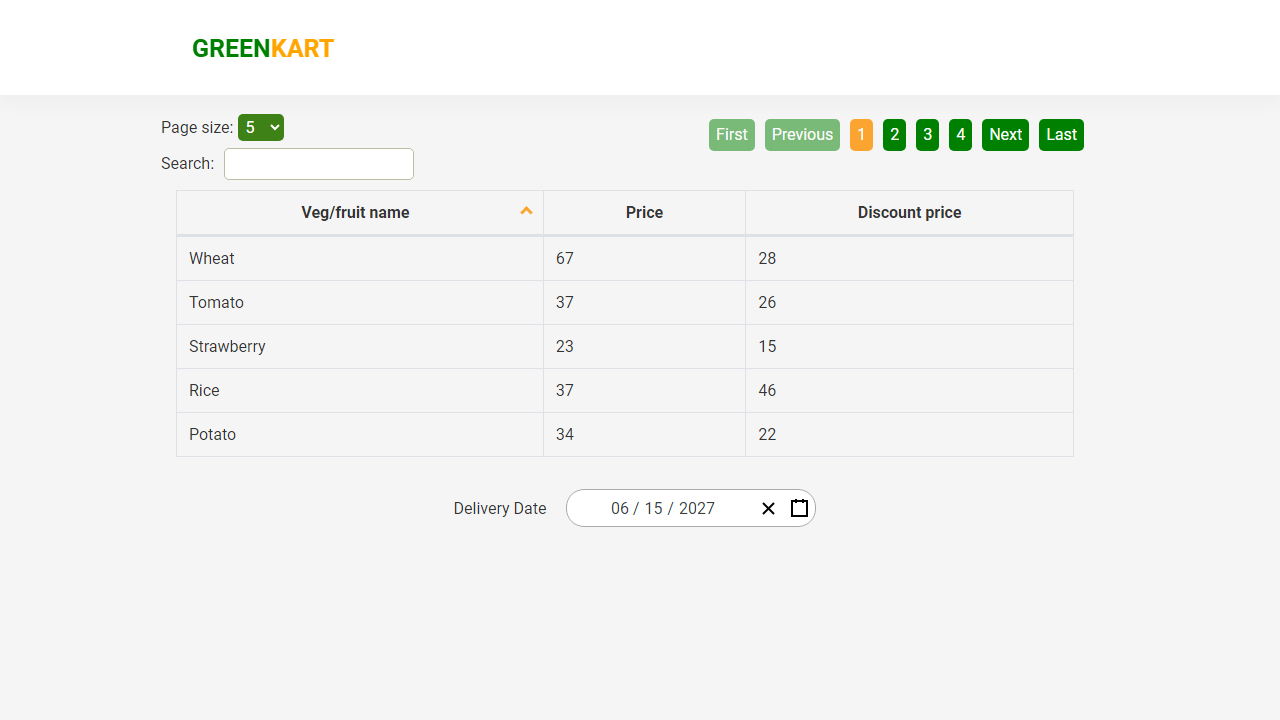 GREENKART
Page size: 5
First Previous 1 2 3 4 Next Last
Search:
Veg/fruit name Price Discount price
Wheat 67 28
Tomato 37 26
Strawberry 23 15
Rice 37 46
Potato 34 22
Delivery Date 06 / 15 / 2027